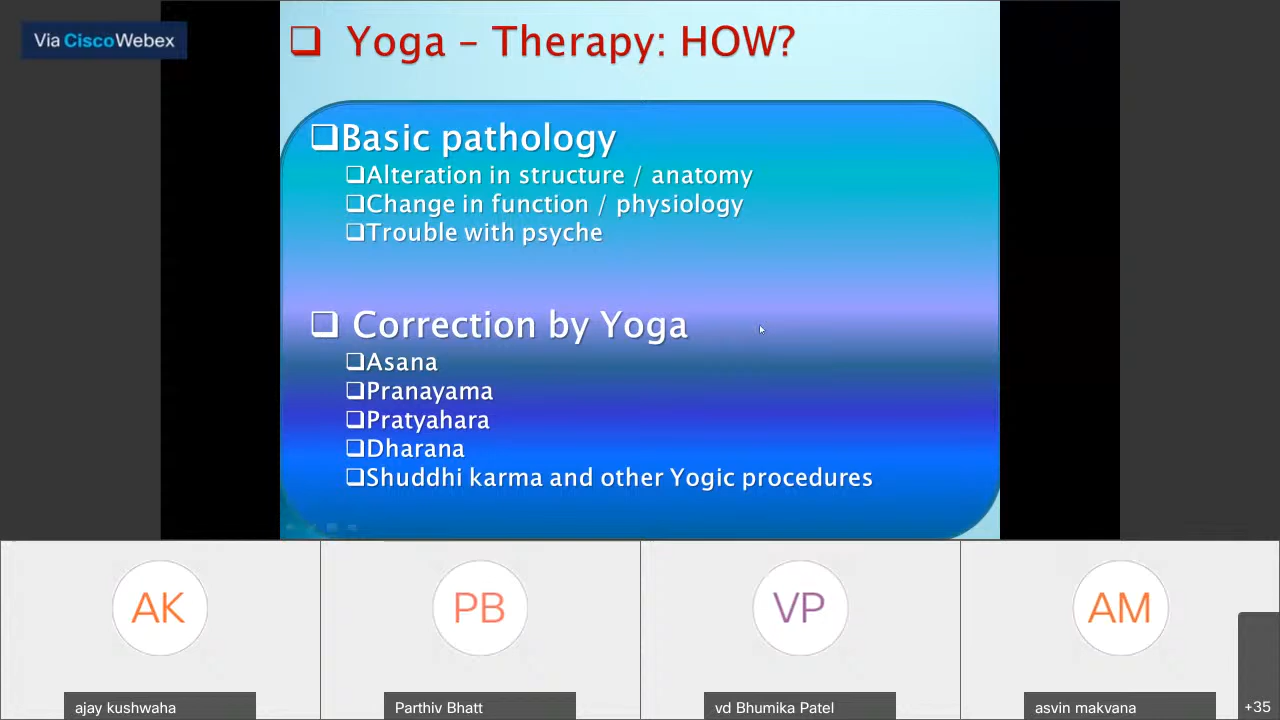 Via CiscoWebex
❑ Yoga – Therapy: HOW?
❑Basic pathology
❑Alteration in structure / anatomy
❑Change in function / physiology
❑Trouble with psyche
❑ Correction by Yoga
❑Asana
❑Pranayama
❑Pratyahara
❑Dharana
❑Shuddhi karma and other Yogic procedures
AK
PB
VP
AM
ajay kushwaha
Parthiv Bhatt
vd Bhumika Patel
asvin makvana
+35